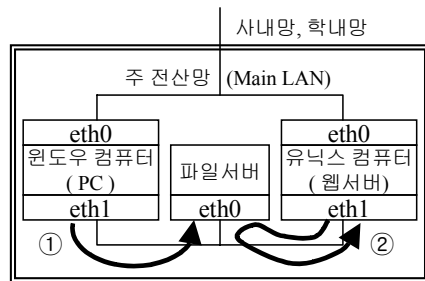 사내망, 학내망
주 전산망 (Main LAN)
eth0
윈도우 컴퓨터
( PC )
eth1
파일서버
eth0
eth0
유닉스 컴퓨터
( 웹서버)
eth1
① ②